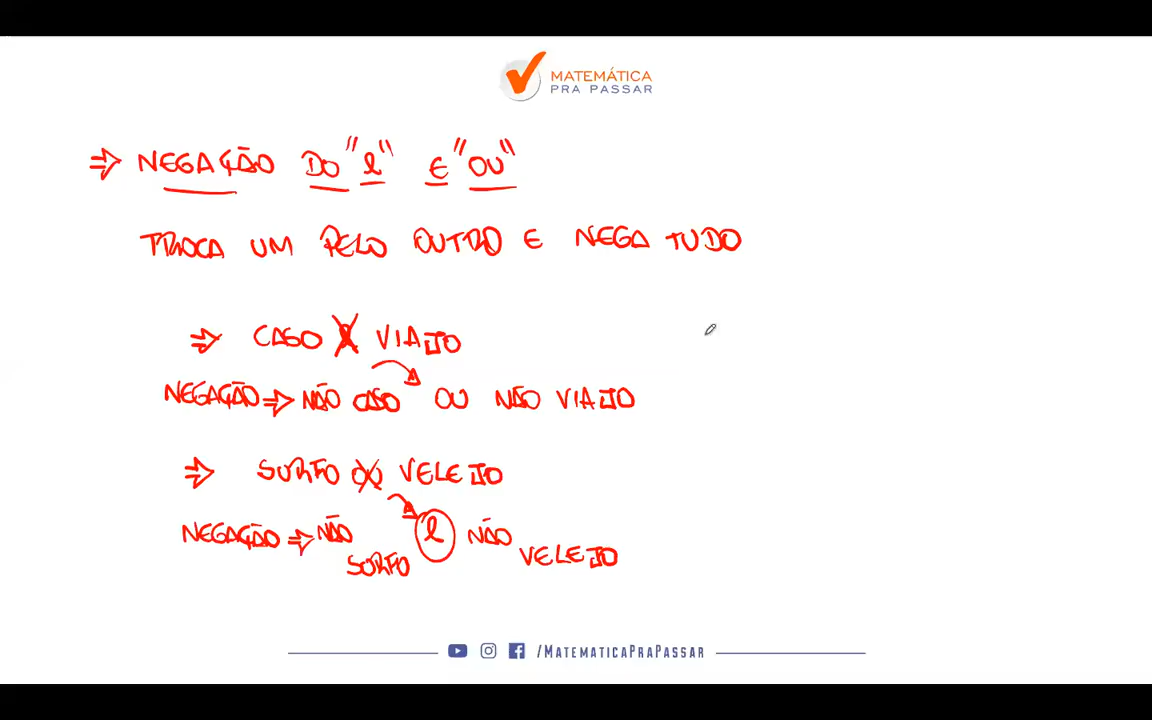 MATEMÁTICA
PRA PASSAR
⇒ NEGAÇÃO DO "e" E "OU"
TROCA UM PELO OUTRO E NEGA TUDO
⇒ CASO e VIAJO
NEGAÇÃO ⇒ NÃO CASO OU NÃO VIAJO
⇒ SURFO OU VELEJO
NEGAÇÃO ⇒ NÃO SURFO e NÃO VELEJO
/MATEMATICAPRAPASSAR